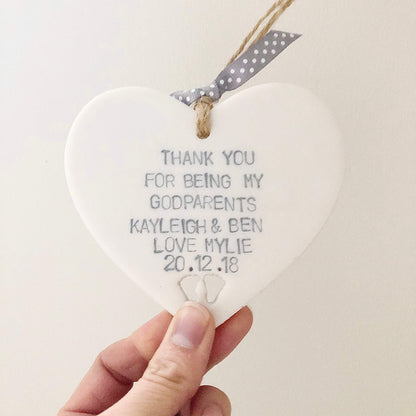 THANK YOU
FOR BEING MY
GODPARENTS
KAYLEIGH & BEN
LOVE MYLIE
20.12.18